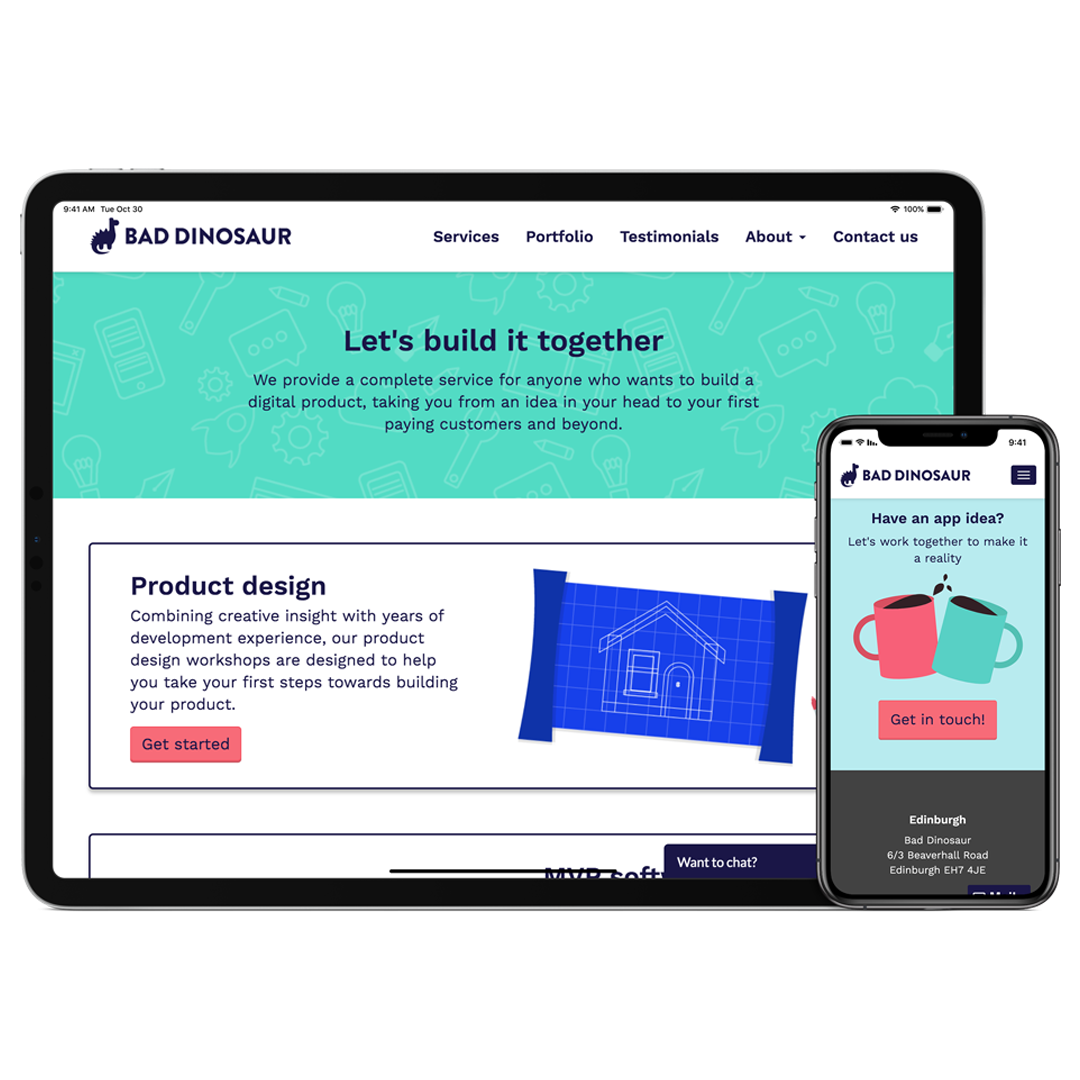 9:41 AM Tue Oct 30
100%
BAD DINOSAUR
Services Portfolio Testimonials About Contact us
Let's build it together
We provide a complete service for anyone who wants to build a
digital product, taking you from an idea in your head to your first
paying customers and beyond.
Product design
Combining creative insight with years of
development experience, our product
design workshops are designed to help
you take your first steps towards building
your product.
Get started
MVP
Want to chat?
9:41
BAD DINOSAUR
Have an app idea?
Let's work together to make it
a reality
Get in touch!
Edinburgh
Bad Dinosaur
6/3 Beaverhall Road
Edinburgh EH7 4JE